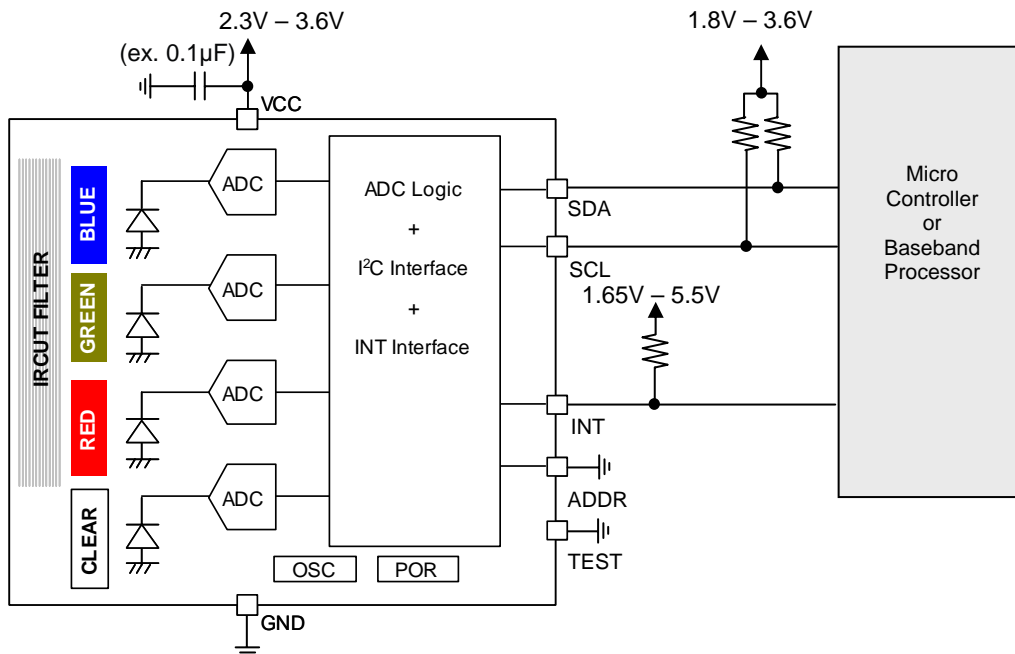 2.3V – 3.6V
(ex. 0.1µF)
VCC
1.8V – 3.6V
IRCUT FILTER
BLUE
GREEN
RED
CLEAR
ADC
ADC
ADC
ADC
ADC Logic
+
I²C Interface
+
INT Interface
OSC
POR
GND
SDA
SCL
1.65V – 5.5V
INT
ADDR
TEST
Micro
Controller
or
Baseband
Processor